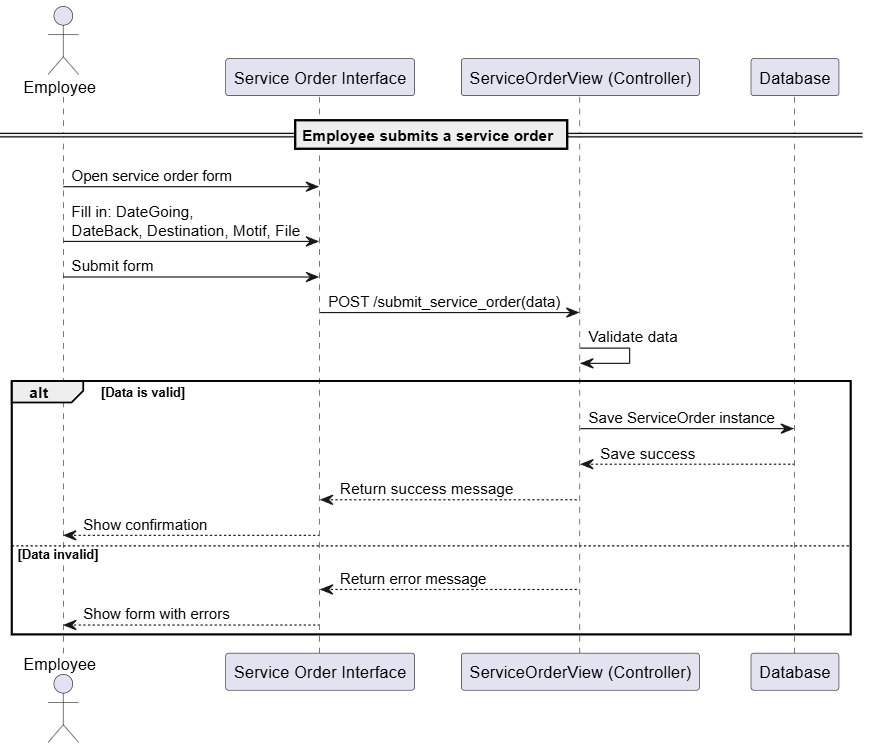 Employee
Service Order Interface
ServiceOrderView (Controller)
Database
Employee submits a service order
Open service order form
Fill in: DateGoing,
DateBack, Destination, Motif, File
Submit form
POST /submit_service_order(data)
Validate data
alt
[Data is valid]
Save ServiceOrder instance
Save success
Return success message
Show confirmation
[Data invalid]
Return error message
Show form with errors
Employee
Service Order Interface
ServiceOrderView (Controller)
Database